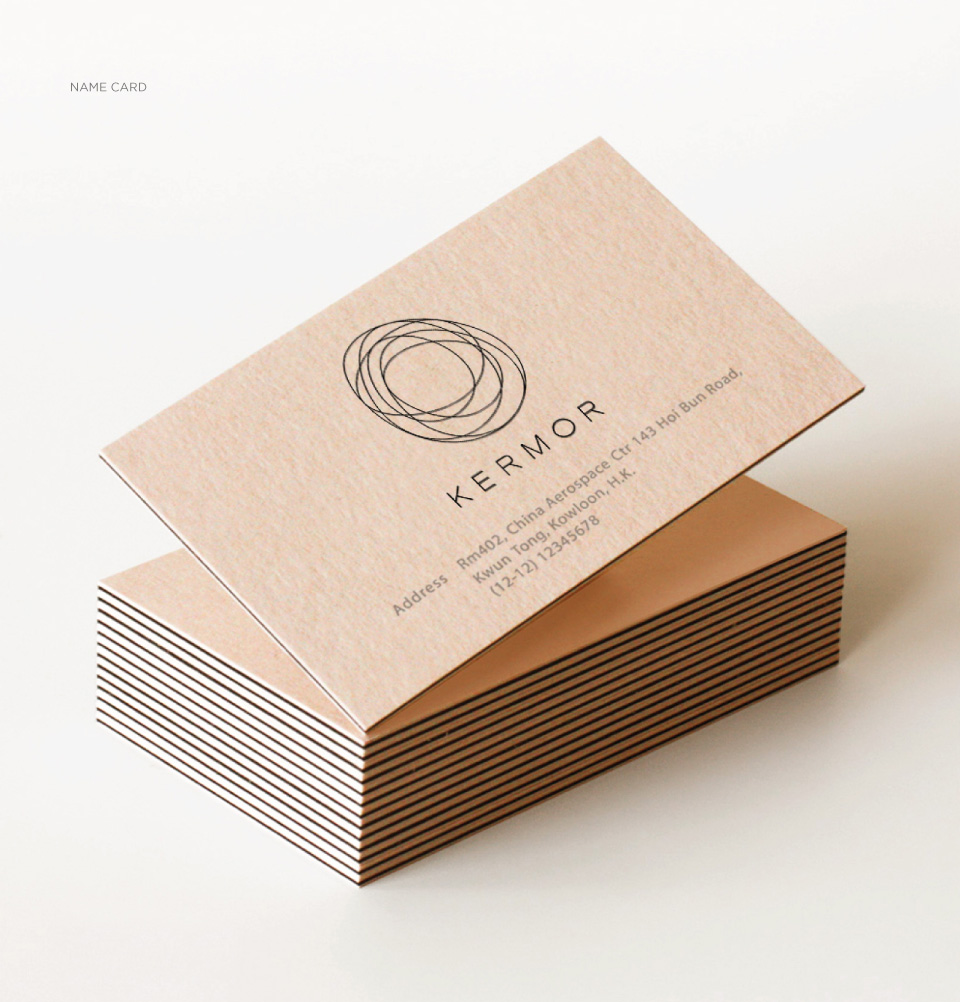 NAME CARD
KERMOR
Address Rm402, China Aerospace Ctr 143 Hoi Bun Road,
Kwun Tong, Kowloon, H.K.
(12-12) 12345678